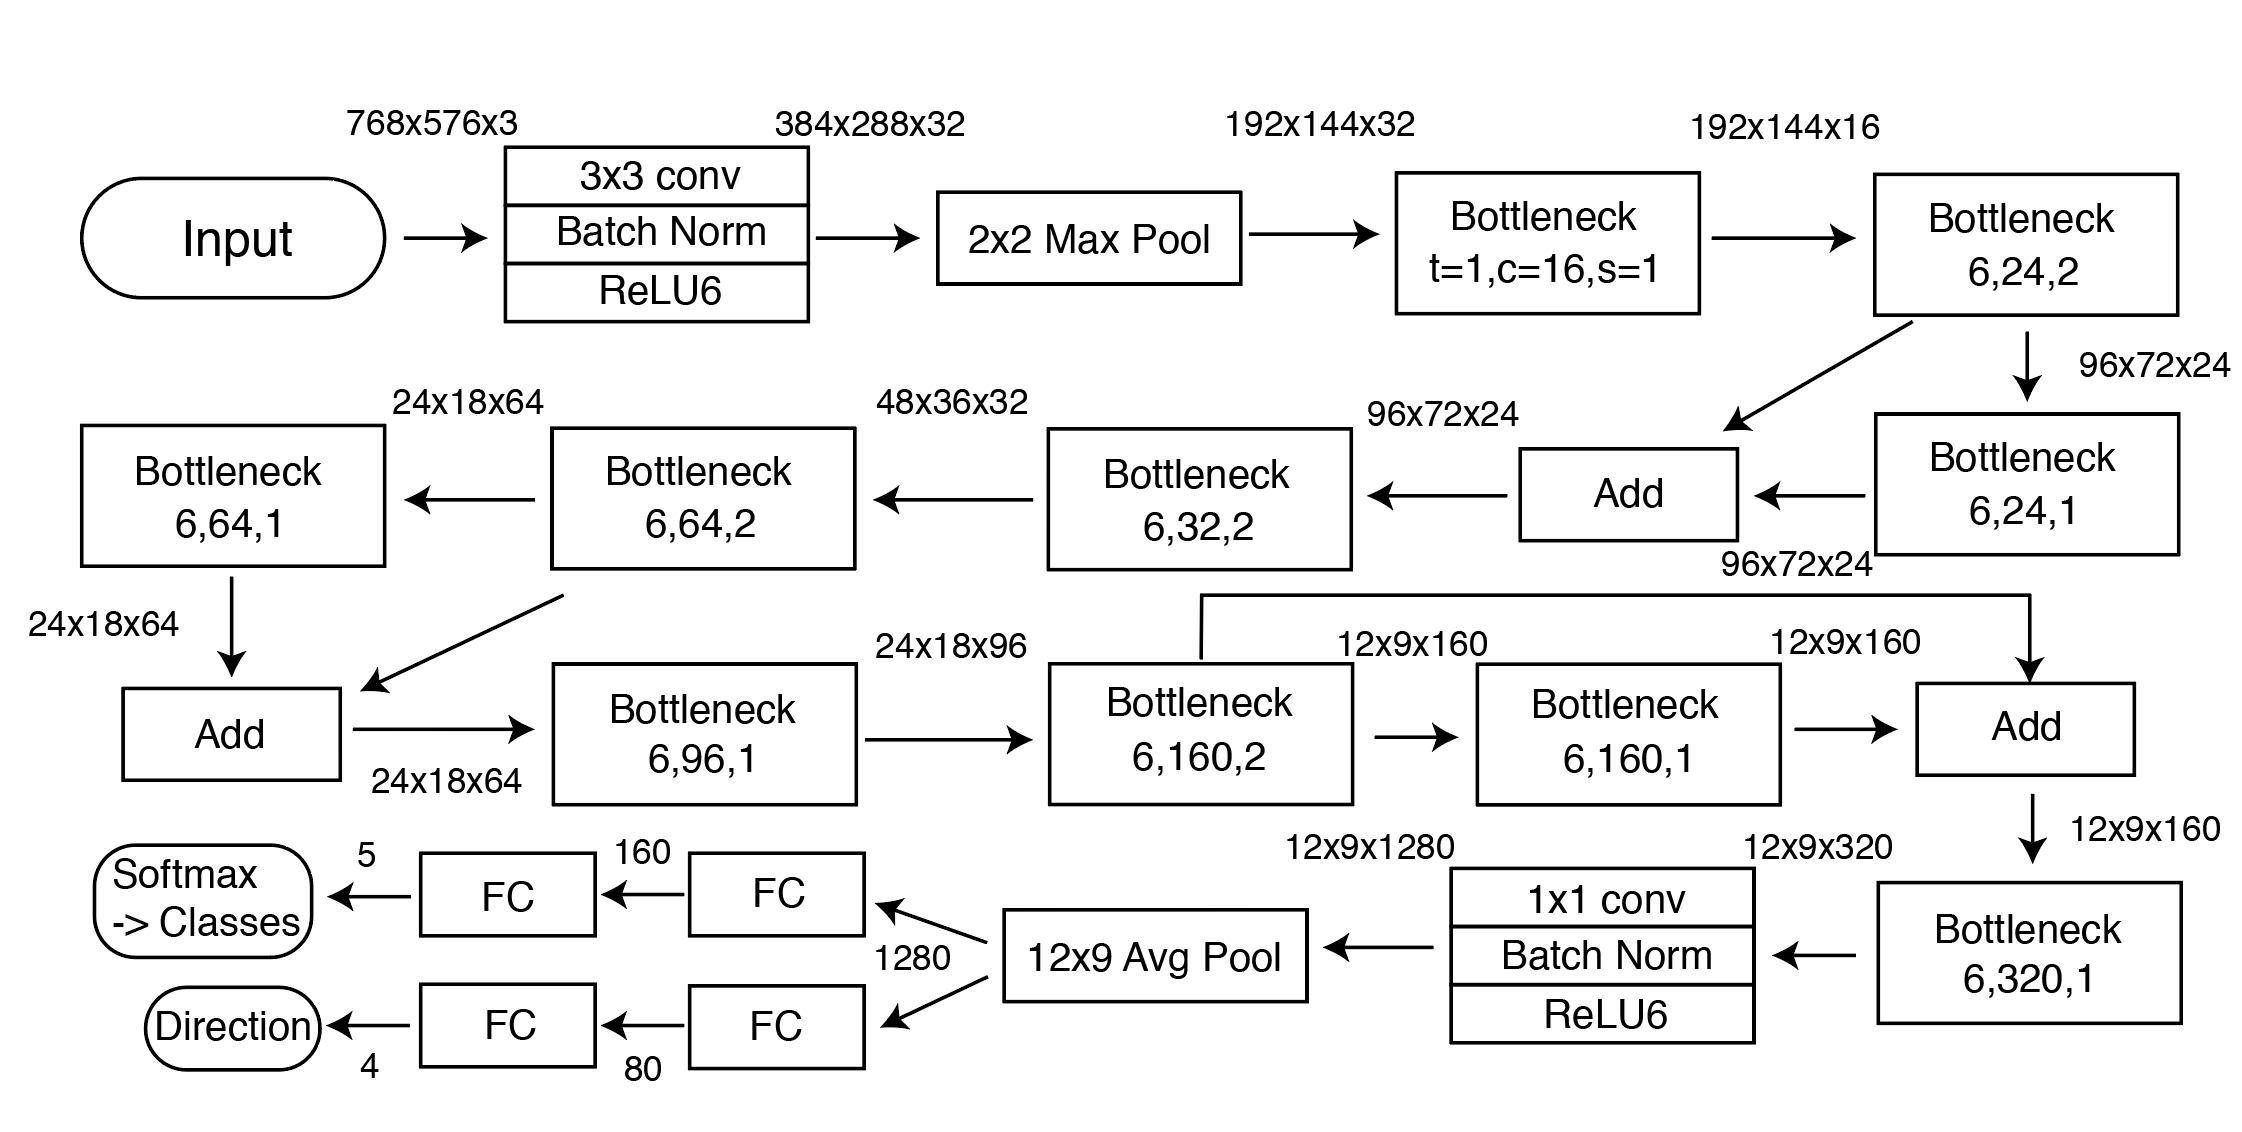 768x576x3
384x288x32
192x144x32
192x144x16
Input
3x3 conv
Batch Norm
ReLU6
2x2 Max Pool
Bottleneck
t=1,c=16,s=1
Bottleneck
6,24,2
96x72x24
Bottleneck
6,24,1
96x72x24
Add
96x72x24
Bottleneck
6,32,2
48x36x32
Bottleneck
6,64,2
24x18x64
Bottleneck
6,64,1
24x18x64
Add
24x18x64
Bottleneck
6,96,1
24x18x96
Bottleneck
6,160,2
12x9x160
Bottleneck
6,160,1
12x9x160
Add
12x9x160
Bottleneck
6,320,1
12x9x320
1x1 conv
Batch Norm
ReLU6
12x9x1280
12x9 Avg Pool
1280
FC
160
FC
5
Softmax
-> Classes
FC
80
FC
4
Direction